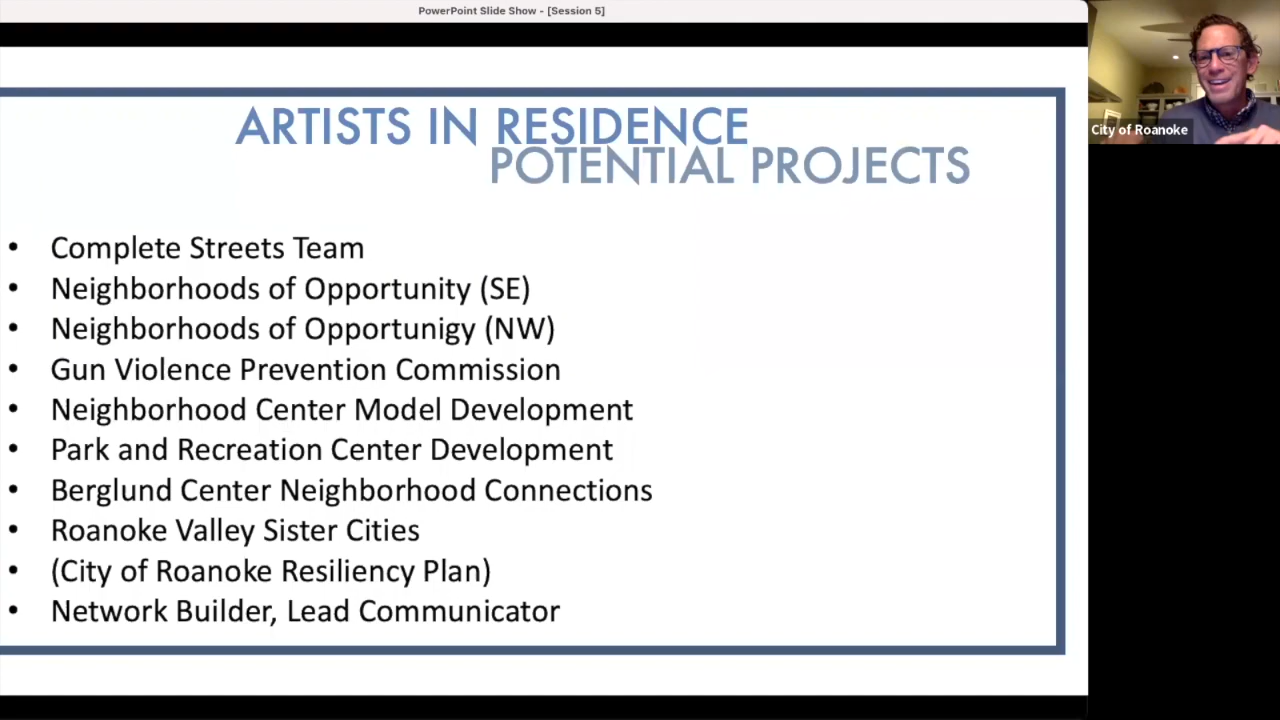 PowerPoint Slide Show - [Session 5]
ARTISTS IN RESIDENCE
POTENTIAL PROJECTS
• Complete Streets Team
• Neighborhoods of Opportunity (SE)
• Neighborhoods of Opportunigy (NW)
• Gun Violence Prevention Commission
• Neighborhood Center Model Development
• Park and Recreation Center Development
• Berglund Center Neighborhood Connections
• Roanoke Valley Sister Cities
• (City of Roanoke Resiliency Plan)
• Network Builder, Lead Communicator
City of Roanoke